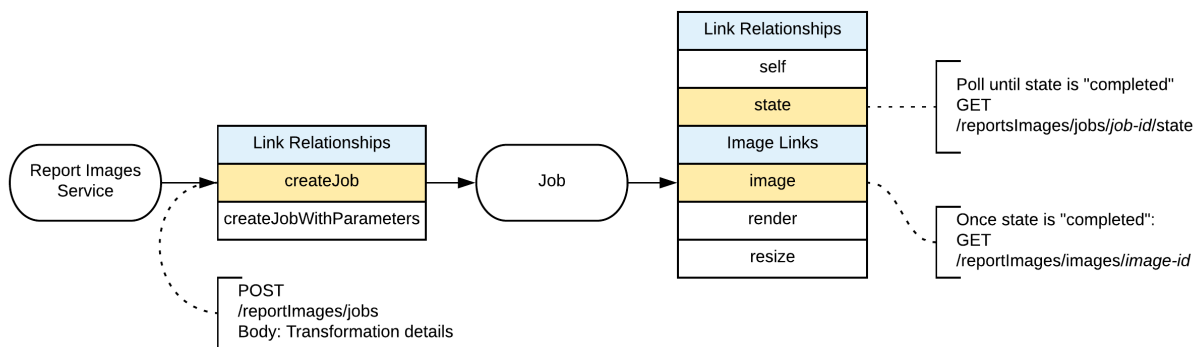 Report Images
Service
Link Relationships
createJob
createJobWithParameters
POST
/reportImages/jobs
Body: Transformation details
Job
Link Relationships
self
state
Image Links
image
render
resize
Poll until state is "completed"
GET
/reportsImages/jobs/job-id/state
Once state is "completed":
GET
/reportImages/images/image-id